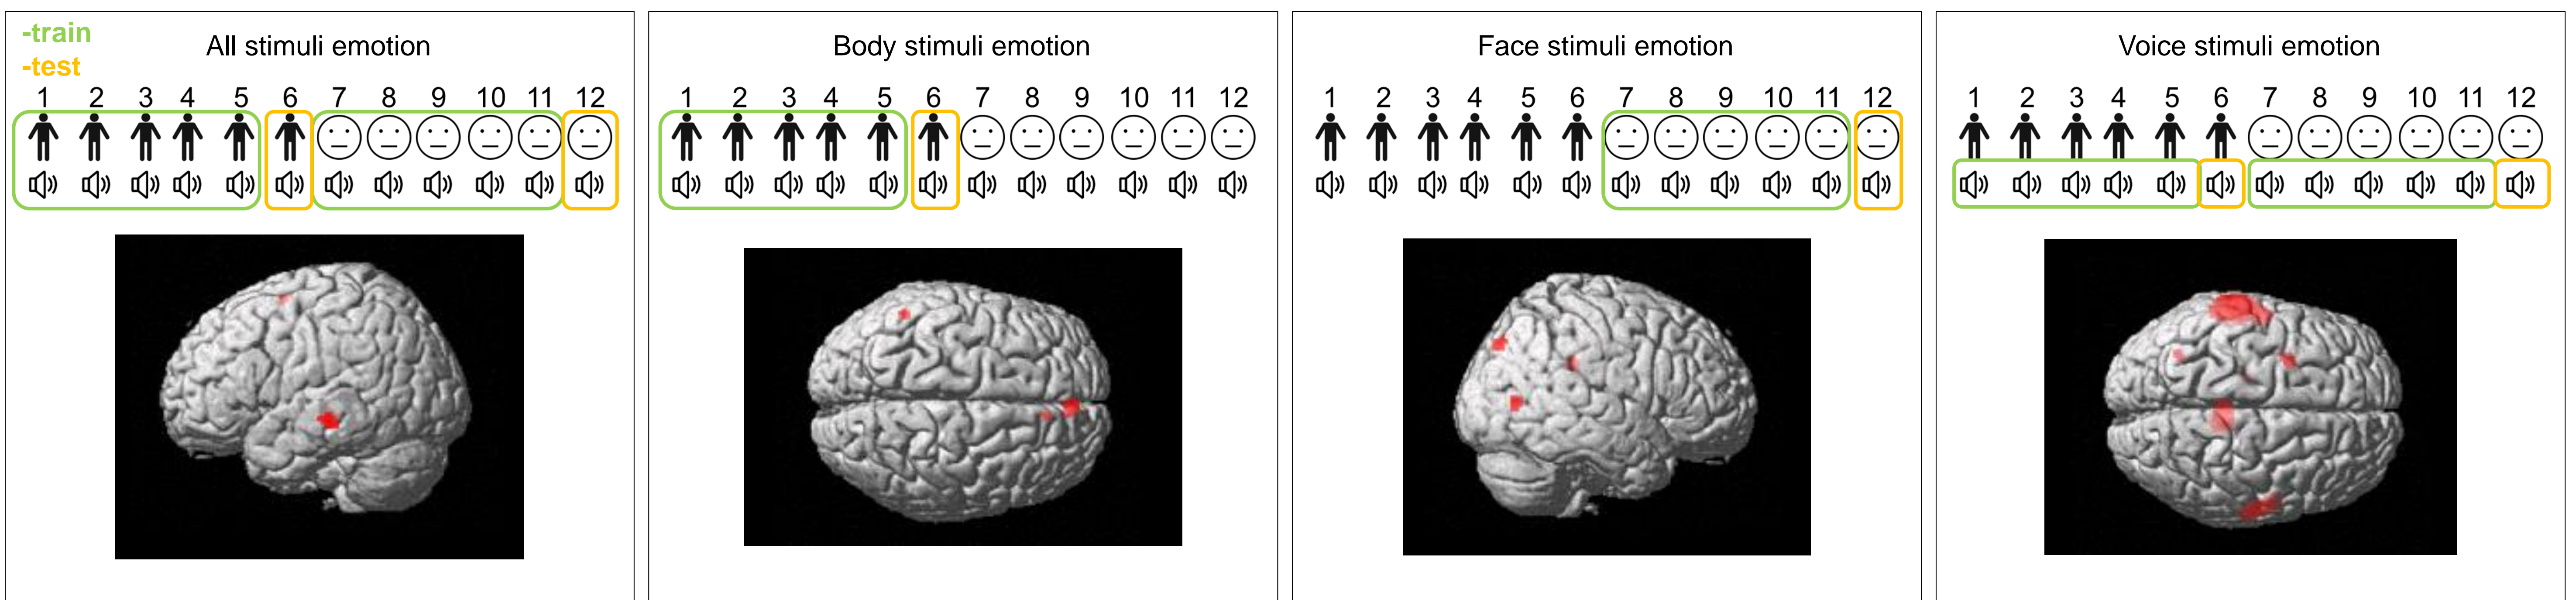 -train
-test
All stimuli emotion
1 2 3 4 5 6 7 8 9 10 11 12
Body stimuli emotion
1 2 3 4 5 6 7 8 9 10 11 12
Face stimuli emotion
1 2 3 4 5 6 7 8 9 10 11 12
Voice stimuli emotion
1 2 3 4 5 6 7 8 9 10 11 12